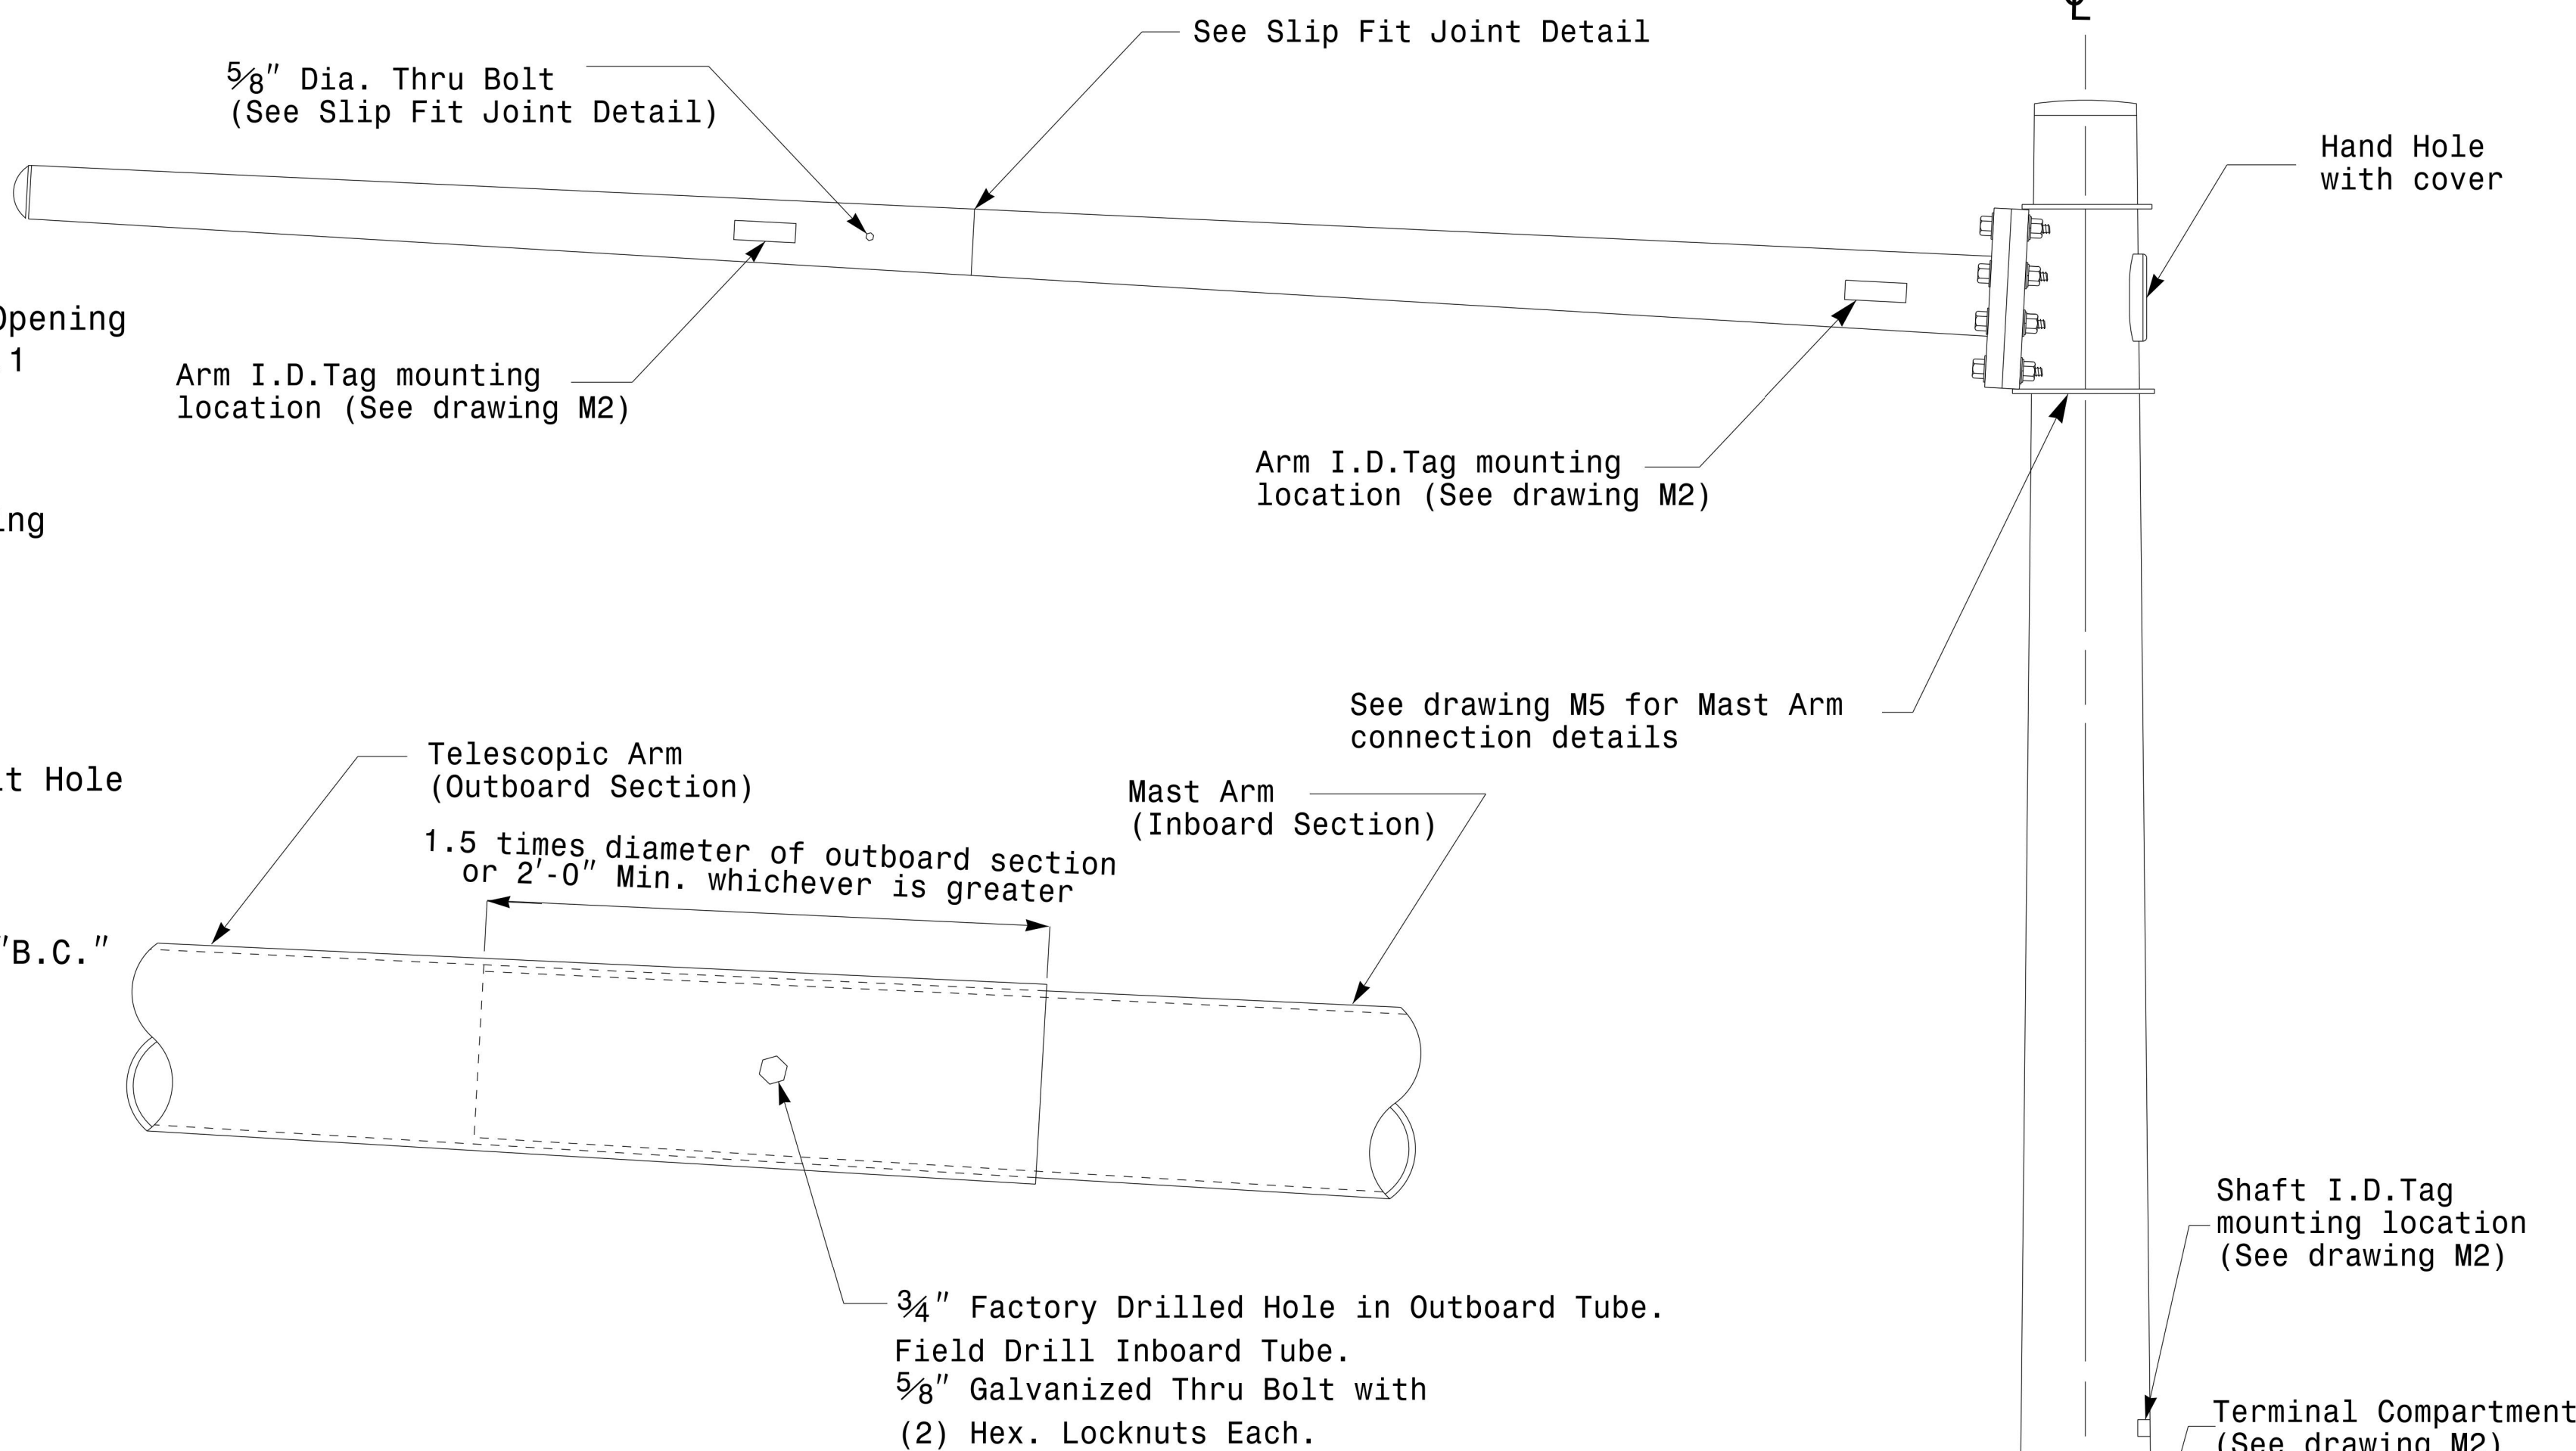 ℄
See Slip Fit Joint Detail
5/8" Dia. Thru Bolt
(See Slip Fit Joint Detail)
Hand Hole
with cover
Opening
1
Arm I.D.Tag mounting
location (See drawing M2)
Arm I.D.Tag mounting
location (See drawing M2)
ing
See drawing M5 for Mast Arm
connection details
Telescopic Arm
(Outboard Section)
t Hole
Mast Arm
(Inboard Section)
1.5 times diameter of outboard section
or 2'-0" Min. whichever is greater
"B.C."
Shaft I.D.Tag
mounting location
(See drawing M2)
3/4" Factory Drilled Hole in Outboard Tube.
Field Drill Inboard Tube.
5/8" Galvanized Thru Bolt with
(2) Hex. Locknuts Each.
Terminal Compartment
(See drawing M2)